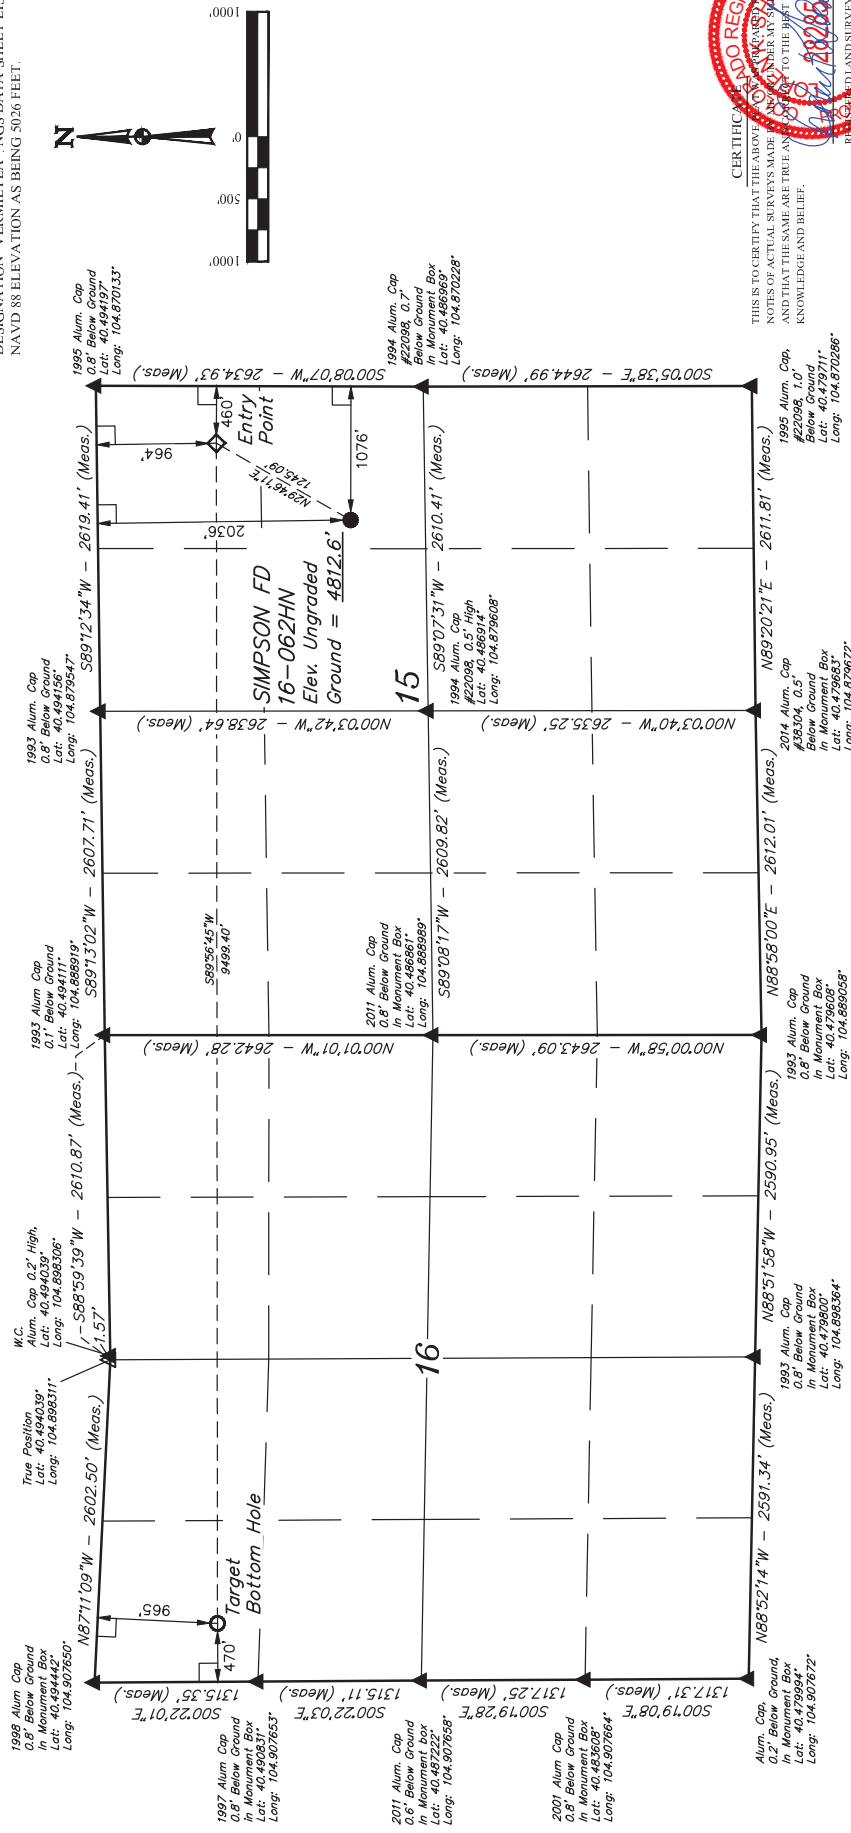 NAVD 88 ELEVATION AS BEING 5026 FEET.
N
1000'
500'
0'
1000'
1998 Alum Cap
0.8' Below Ground
In Monument Box
Lat: 40.494442°
Long: 104.907650°
N87°11'09"W - 2602.50' (Meas.)
True Position
Lat: 40.494039°
Long: 104.898311°
W.C.
Alum. Cap 0.2' High,
Lat: 40.494039°
Long: 104.898306°
1.57'
S88°59'39"W - 2610.87' (Meas.)
1993 Alum Cap
0.1' Below Ground
Lat: 40.494111°
Long: 104.888919°
S89°13'02"W - 2607.71' (Meas.)
1993 Alum. Cap
0.8' Below Ground
Lat: 40.494156°
Long: 104.879547°
S89°12'34"W - 2619.41' (Meas.)
1995 Alum. Cap
0.8' Below Ground
Lat: 40.494197°
Long: 104.870133°
965'
470'
Target
Bottom Hole
S89°56'45"W
9499.40'
2036'
964'
460'
Entry
Point
N29°46'11"E
1245.09'
1076'
SIMPSON FD
16-062HN
Elev. Ungraded
Ground = 4812.6'
S00°22'01"E
1315.35' (Meas.)
N00°01'01"W - 2642.28' (Meas.)
N00°03'42"W - 2638.64' (Meas.)
S00°08'07"W - 2634.93' (Meas.)
1997 Alum Cap
0.8' Below Ground
in Monument Box
Lat: 40.490831°
Long: 104.907653°
S00°22'03"E
1315.11' (Meas.)
2011 Alum. Cap
0.6' Below Ground
In Monument box
Lat: 40.487222°
Long: 104.907658°
16
2011 Alum. Cap
0.8' Below Ground
In Monument Box
Lat: 40.486861°
Long: 104.888989°
S89°08'17"W - 2609.82' (Meas.)
15
1994 Alum. Cap
#22098, 0.5' High
Lat: 40.486914°
Long: 104.879608°
S89°07'31"W - 2610.41' (Meas.)
1994 Alum. Cap
#22098, 0.7'
Below Ground
In Monument Box
Lat: 40.486969°
Long: 104.870228°
S00°19'28"E
1317.25' (Meas.)
2001 Alum. Cap
0.8' Below Ground
In Monument Box
Lat: 40.483608°
Long: 104.907664°
S00°19'08"E
1317.31' (Meas.)
N00°00'58"W - 2643.09' (Meas.)
N00°03'40"W - 2635.25' (Meas.)
S00°05'38"E - 2644.99' (Meas.)
Alum. Cap,
0.2' Below Ground,
In Monument Box
Lat: 40.479994°
Long: 104.907672°
N88°52'14"W - 2591.34' (Meas.)
1993 Alum. Cap
0.8' Below Ground
In Monument Box
Lat: 40.479800°
Long: 104.898364°
N88°51'58"W - 2590.95' (Meas.)
1993 Alum. Cap
0.8' Below Ground
In Monument Box
Lat: 40.479608°
Long: 104.889058°
N88°58'00"E - 2612.01' (Meas.)
2014 Alum. Cap
#38304, 0.5'
Below Ground
In Monument Box
Lat: 40.479683°
Long: 104.879672°
N89°20'21"E - 2611.81' (Meas.)
1995 Alum. Cap,
#22098, 1.0'
Below Ground
Lat: 40.479711°
Long: 104.870286°
CERTIFICATE
THIS IS TO CERTIFY THAT THE ABOVE
NOTES OF ACTUAL SURVEYS MADE
AND THAT THE SAME ARE TRUE AND TO THE BEST
KNOWLEDGE AND BELIEF.
28285